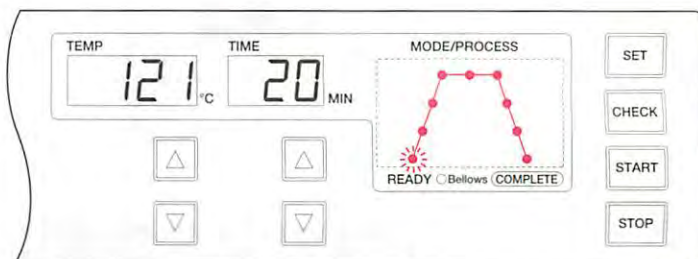 TEMP
TIME
MODE/PROCESS
121 °C
20 MIN
READY Bellows COMPLETE
SET
CHECK
START
STOP